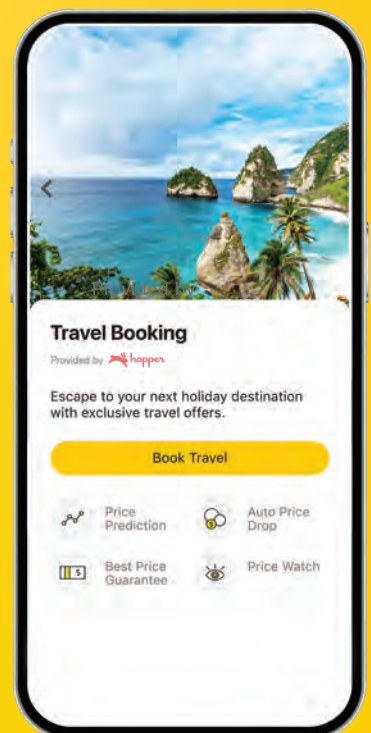 Travel Booking
Provided by hopper
Escape to your next holiday destination
with exclusive travel offers.
Book Travel
Price
Prediction
Auto Price
Drop
Best Price
Guarantee
Price Watch